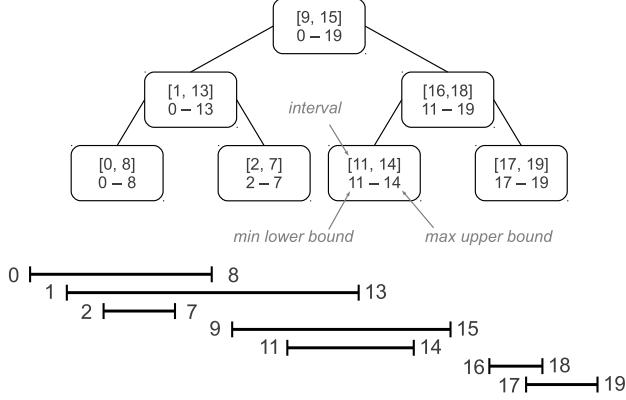 [9, 15]
0 – 19
[1, 13]
0 – 13
[16,18]
11 – 19
interval
[0, 8]
0 – 8
[2, 7]
2 – 7
[11, 14]
11 – 14
[17, 19]
17 – 19
min lower bound
max upper bound
0 8
1 13
2 7
9 15
11 14
16 18
17 19